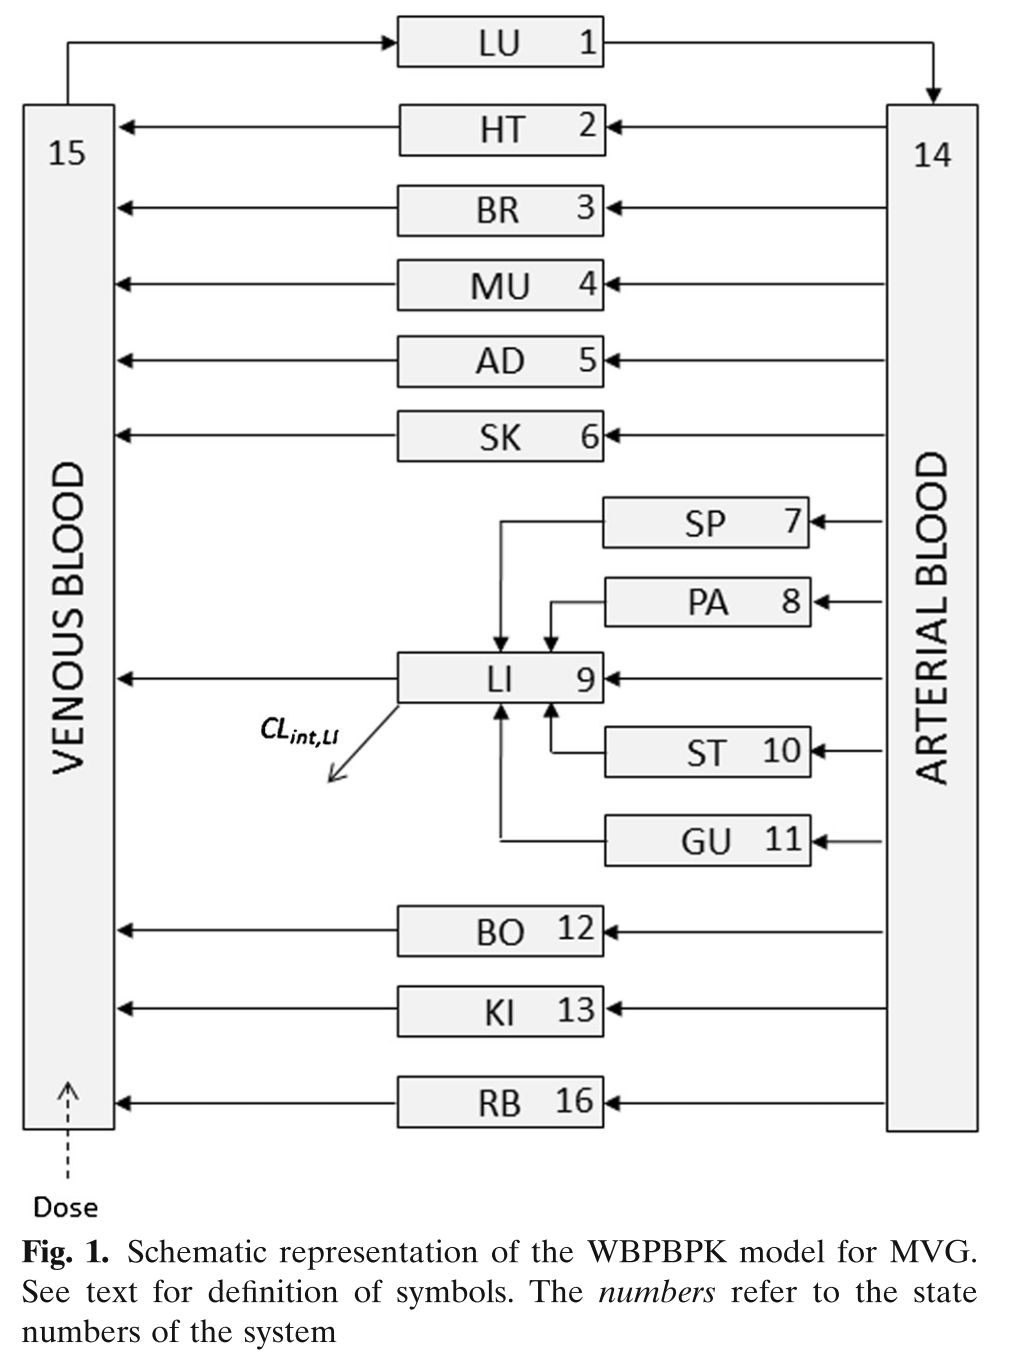 LU 1
HT 2
15
14
BR 3
MU 4
AD 5
SK 6
SP 7
PA 8
VENOUS BLOOD
ARTERIAL BLOOD
LI 9
CLint,LI
ST 10
GU 11
BO 12
KI 13
RB 16
Dose
Fig. 1. Schematic representation of the WBPBPK model for MVG.
See text for definition of symbols. The numbers refer to the state
numbers of the system